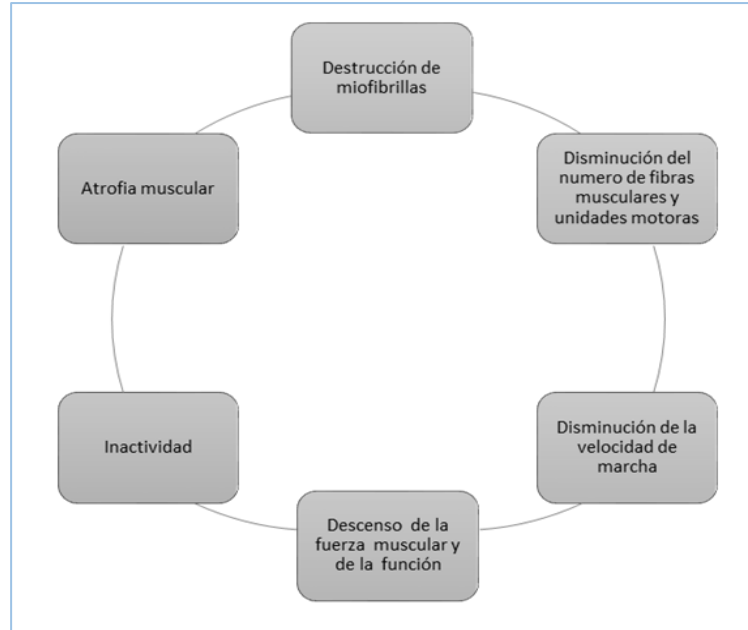 Destrucción de
miofibrillas
Disminución del
numero de fibras
musculares y
unidades motoras
Disminución de la
velocidad de
marcha
Descenso de la
fuerza muscular y
de la función
Inactividad
Atrofia muscular